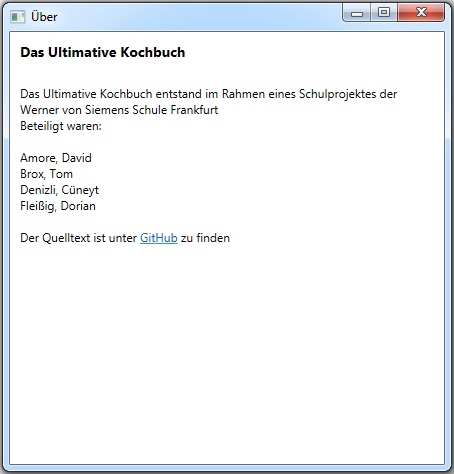 Über
Das Ultimative Kochbuch
Das Ultimative Kochbuch entstand im Rahmen eines Schulprojektes der
Werner von Siemens Schule Frankfurt
Beteiligt waren:
Amore, David
Brox, Tom
Denizli, Cüneyt
Fleißig, Dorian
Der Quelltext ist unter GitHub zu finden